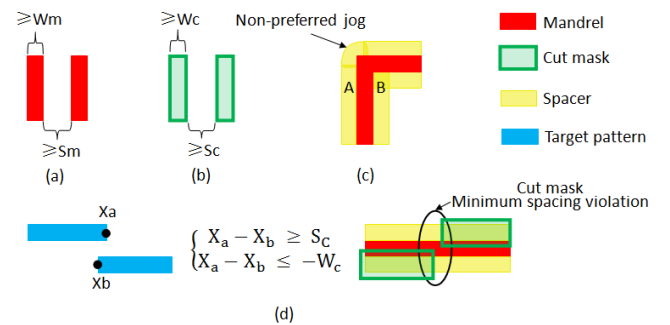 ≥Wm
≥Sm
(a)
≥Wc
≥Sc
(b)
Non-preferred jog
A
B
(c)
Mandrel
Cut mask
Spacer
Target pattern
Xa
Xb
{ Xa − Xb ≥ SC
(Xa − Xb ≤ −Wc
Cut mask
Minimum spacing violation
(d)